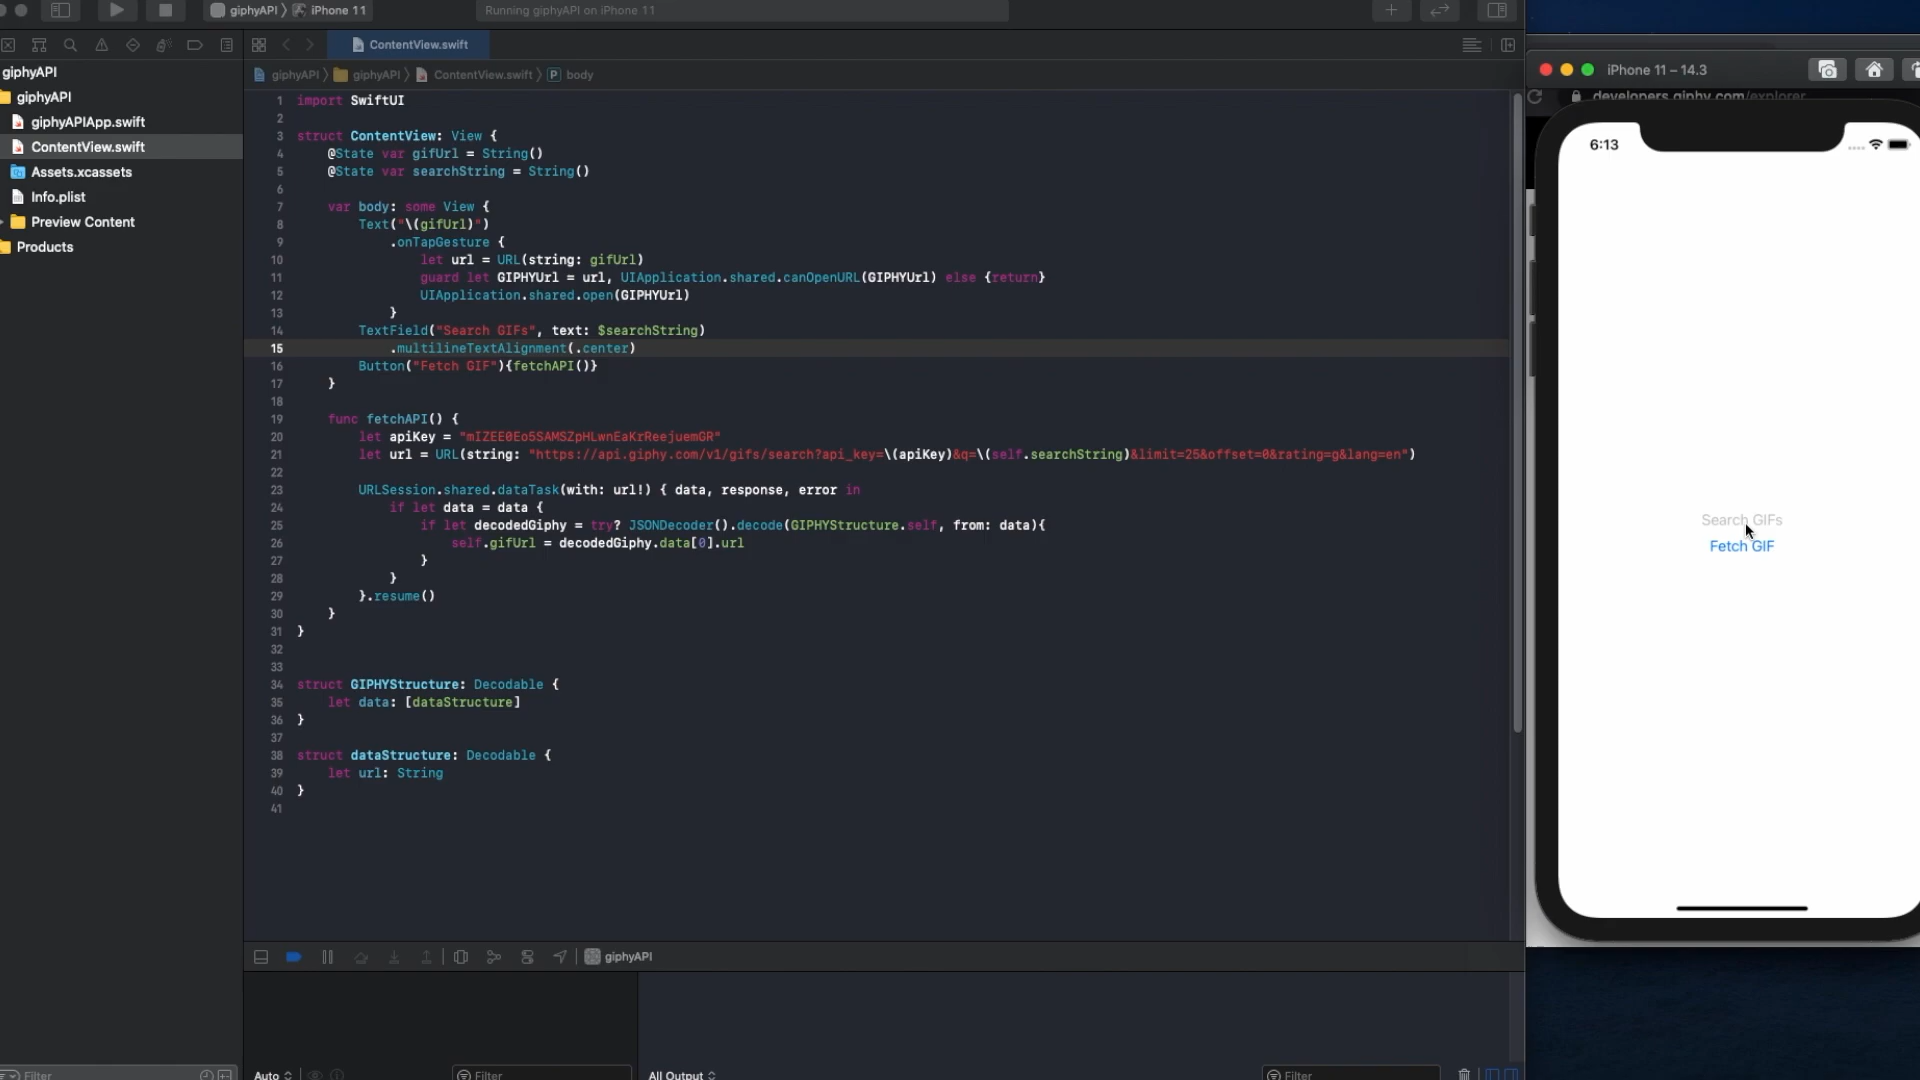 giphyAPI 〉 iPhone 11
Running giphyAPI on iPhone 11
ContentView.swift
giphyAPI 〉 giphyAPI 〉 ContentView.swift 〉 P body
giphyAPI
giphyAPI
giphyAPIApp.swift
ContentView.swift
Assets.xcassets
Info.plist
Preview Content
Products
1 import SwiftUI
2
3 struct ContentView: View {
4 @State var gifUrl = String()
5 @State var searchString = String()
6
7 var body: some View {
8 Text("\(gifUrl)")
9 .onTapGesture {
10 let url = URL(string: gifUrl)
11 guard let GIPHYUrl = url, UIApplication.shared.canOpenURL(GIPHYUrl) else {return}
12 UIApplication.shared.open(GIPHYUrl)
13 }
14 TextField("Search GIFs", text: $searchString)
15 .multilineTextAlignment(.center)
16 Button("Fetch GIF"){fetchAPI()}
17 }
18
19 func fetchAPI() {
20 let apiKey = "mIZEE0Eo5SAMSZpHLwnEaKrReejuemGR"
21 let url = URL(string: "https://api.giphy.com/v1/gifs/search?api_key=\(apiKey)&q=\(self.searchString)&limit=25&offset=0&rating=g&lang=en")
22
23 URLSession.shared.dataTask(with: url!) { data, response, error in
24 if let data = data {
25 if let decodedGiphy = try? JSONDecoder().decode(GIPHYStructure.self, from: data){
26 self.gifUrl = decodedGiphy.data[0].url
27 }
28 }
29 }.resume()
30 }
31 }
32
33
34 struct GIPHYStructure: Decodable {
35 let data: [dataStructure]
36 }
37
38 struct dataStructure: Decodable {
39 let url: String
40 }
41
giphyAPI
Filter
Auto
Filter
All Output
Filter
iPhone 11 – 14.3
developers.giphy.com/explorer
6:13
Search GIFs
Fetch GIF